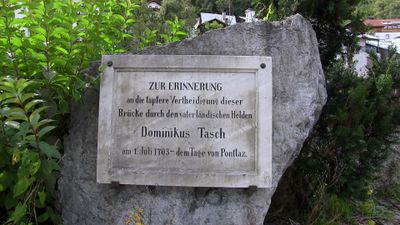 ZUR ERINNERUNG
an die tapfere Vertheidigung dieser
Brücke durch den vaterländischen Helden
Dominikus Tasch
am 1. Juli 1703 – dem Tage von Pontlaz.